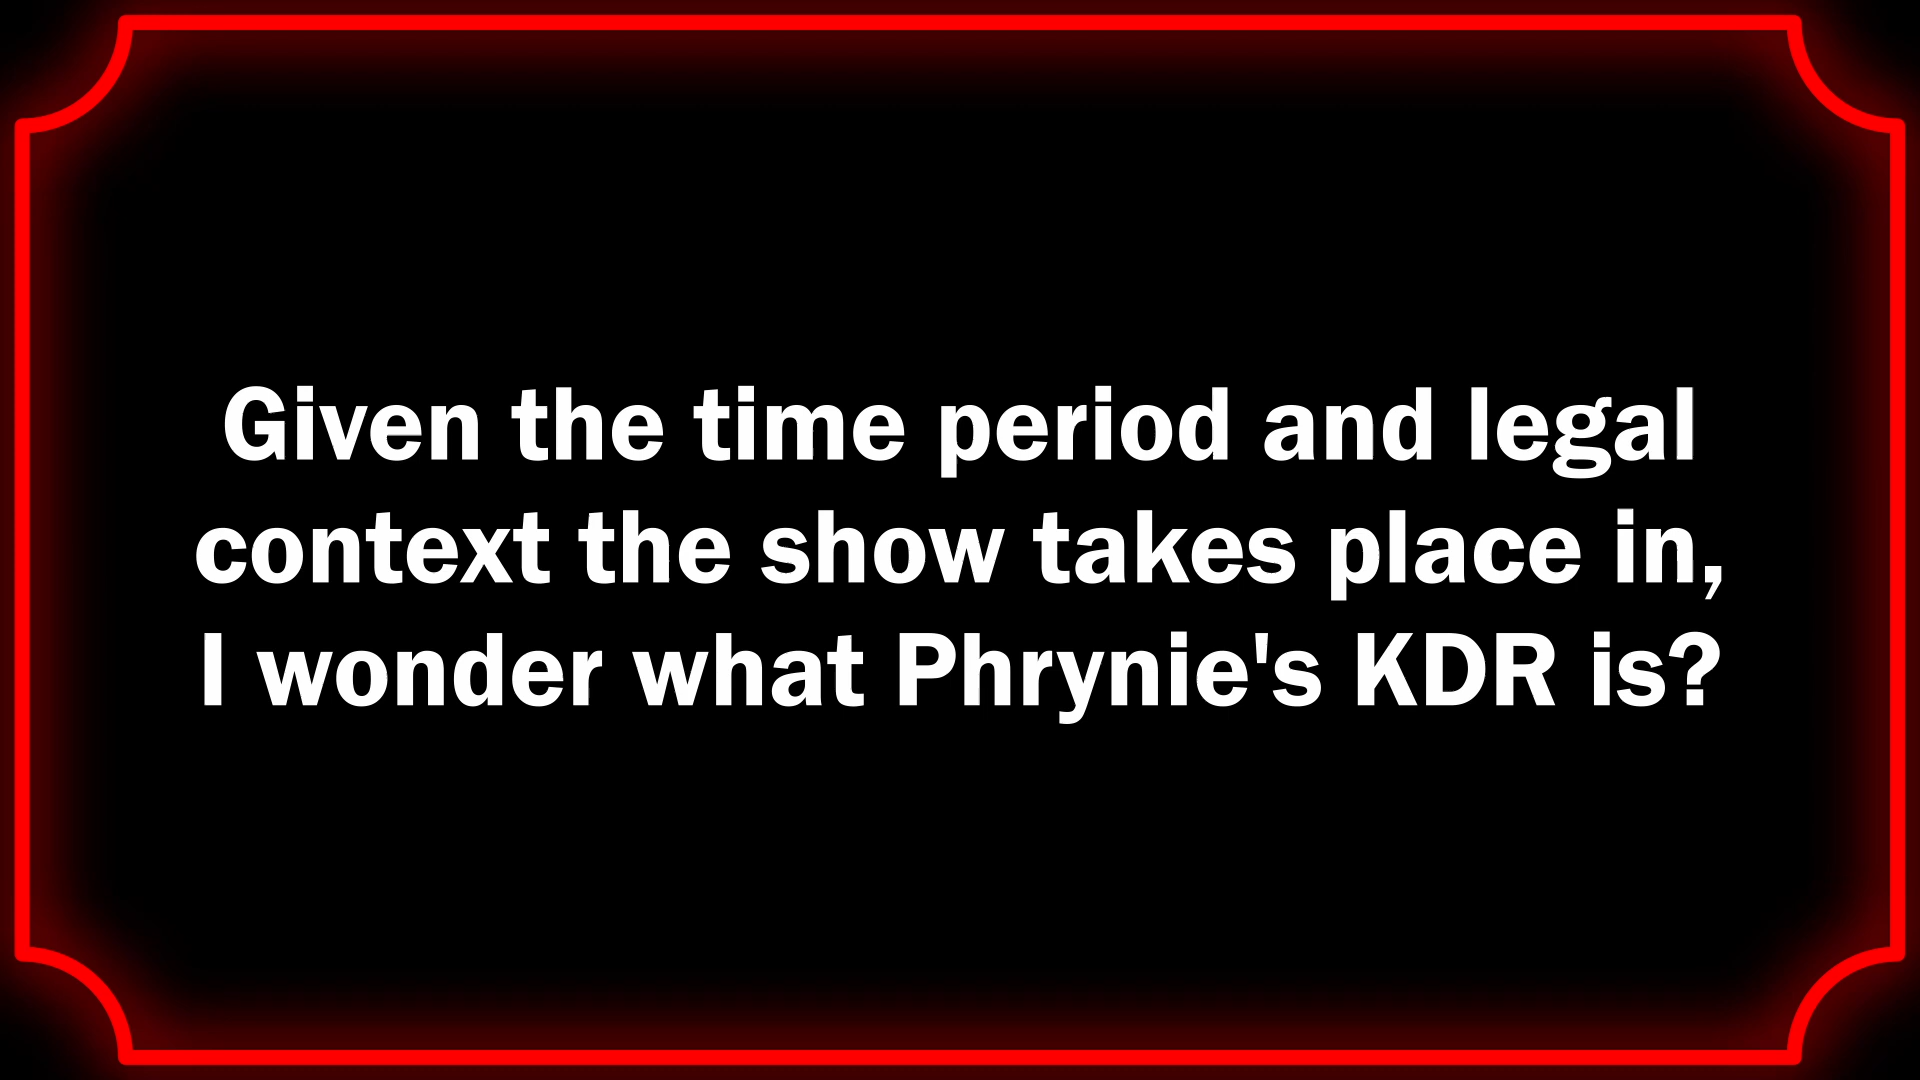 Given the time period and legal
context the show takes place in,
I wonder what Phrynie's KDR is?